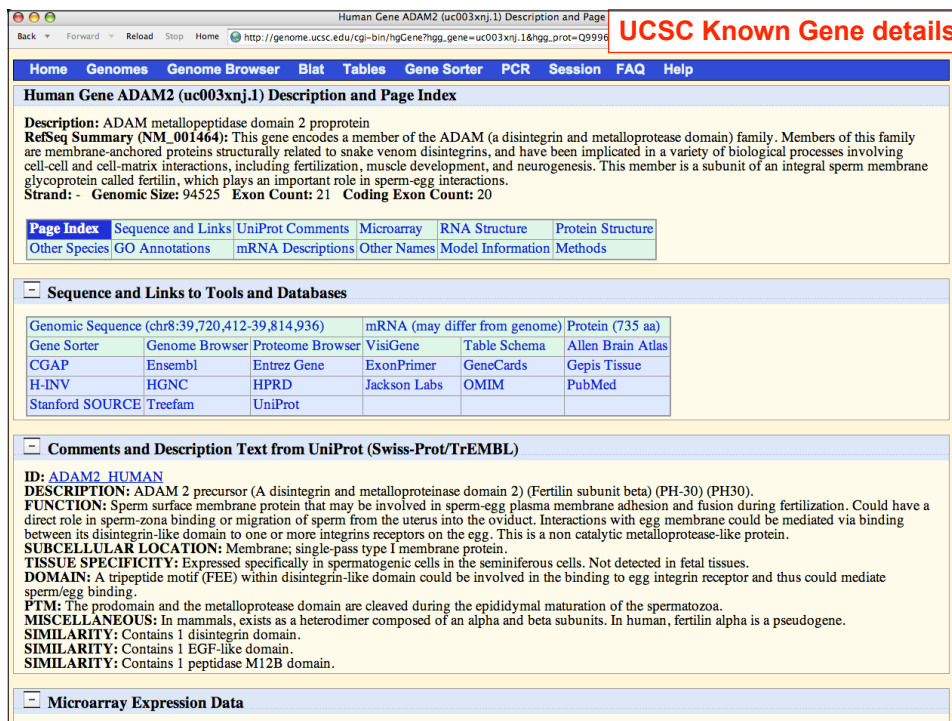 Human Gene ADAM2 (uc003xnj.1) Description and Page
UCSC Known Gene details
Back Forward Reload Stop Home http://genome.ucsc.edu/cgi-bin/hgGene?hgg_gene=uc003xnj.1&hgg_prot=Q9996
Home Genomes Genome Browser Blat Tables Gene Sorter PCR Session FAQ Help
Human Gene ADAM2 (uc003xnj.1) Description and Page Index
Description: ADAM metallopeptidase domain 2 proprotein
RefSeq Summary (NM_001464): This gene encodes a member of the ADAM (a disintegrin and metalloprotease domain) family. Members of this family
are membrane-anchored proteins structurally related to snake venom disintegrins, and have been implicated in a variety of biological processes involving
cell-cell and cell-matrix interactions, including fertilization, muscle development, and neurogenesis. This member is a subunit of an integral sperm membrane
glycoprotein called fertilin, which plays an important role in sperm-egg interactions.
Strand: - Genomic Size: 94525 Exon Count: 21 Coding Exon Count: 20
Page Index Sequence and Links UniProt Comments Microarray RNA Structure Protein Structure
Other Species GO Annotations mRNA Descriptions Other Names Model Information Methods
- Sequence and Links to Tools and Databases
Genomic Sequence (chr8:39,720,412-39,814,936) mRNA (may differ from genome) Protein (735 aa)
Gene Sorter Genome Browser Proteome Browser VisiGene Table Schema Allen Brain Atlas
CGAP Ensembl Entrez Gene ExonPrimer GeneCards Gepis Tissue
H-INV HGNC HPRD Jackson Labs OMIM PubMed
Stanford SOURCE Treefam UniProt
- Comments and Description Text from UniProt (Swiss-Prot/TrEMBL)
ID: ADAM2_HUMAN
DESCRIPTION: ADAM 2 precursor (A disintegrin and metalloproteinase domain 2) (Fertilin subunit beta) (PH-30) (PH30).
FUNCTION: Sperm surface membrane protein that may be involved in sperm-egg plasma membrane adhesion and fusion during fertilization. Could have a
direct role in sperm-zona binding or migration of sperm from the uterus into the oviduct. Interactions with egg membrane could be mediated via binding
between its disintegrin-like domain to one or more integrins receptors on the egg. This is a non catalytic metalloprotease-like protein.
SUBCELLULAR LOCATION: Membrane; single-pass type I membrane protein.
TISSUE SPECIFICITY: Expressed specifically in spermatogenic cells in the seminiferous cells. Not detected in fetal tissues.
DOMAIN: A tripeptide motif (FEE) within disintegrin-like domain could be involved in the binding to egg integrin receptor and thus could mediate
sperm/egg binding.
PTM: The prodomain and the metalloprotease domain are cleaved during the epididymal maturation of the spermatozoa.
MISCELLANEOUS: In mammals, exists as a heterodimer composed of an alpha and beta subunits. In human, fertilin alpha is a pseudogene.
SIMILARITY: Contains 1 disintegrin domain.
SIMILARITY: Contains 1 EGF-like domain.
SIMILARITY: Contains 1 peptidase M12B domain.
- Microarray Expression Data